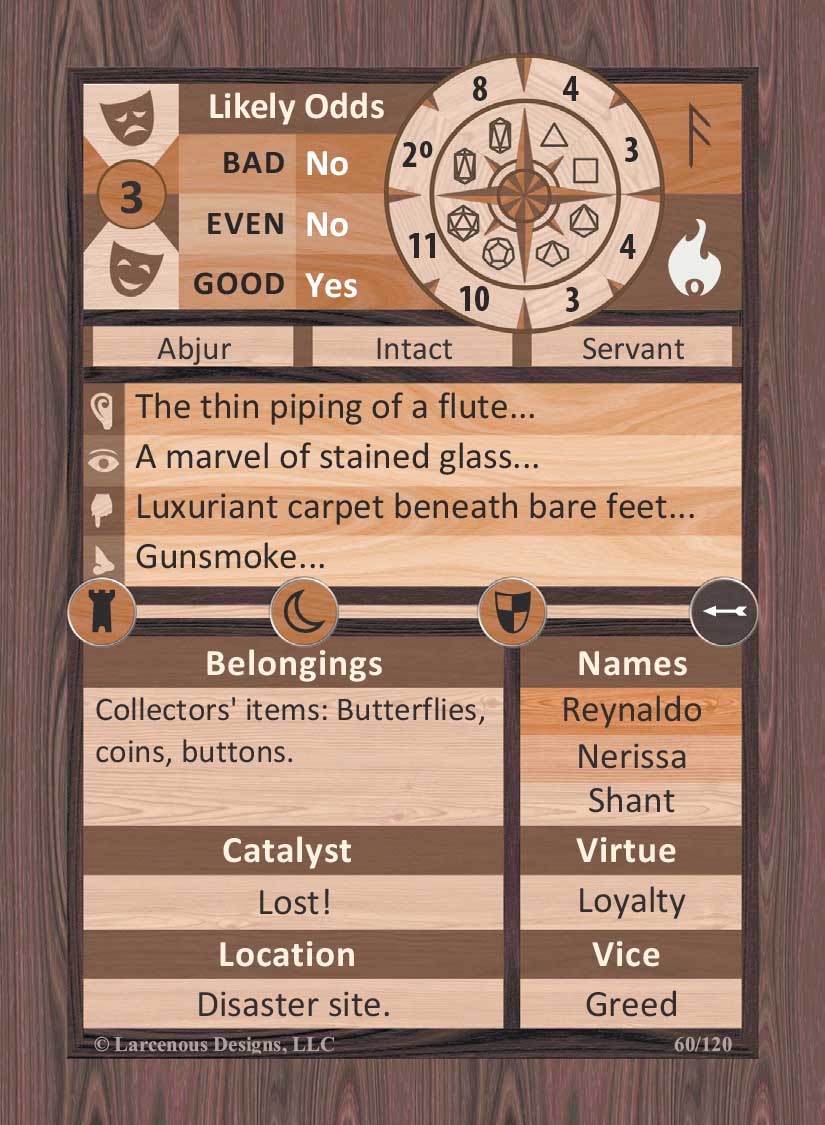 Likely Odds
3
BAD No
EVEN No
GOOD Yes
8 4
2º 3
11 4
10 3
Abjur Intact Servant
The thin piping of a flute...
A marvel of stained glass...
Luxuriant carpet beneath bare feet...
Gunsmoke...
Belongings
Collectors' items: Butterflies,
coins, buttons.
Names
Reynaldo
Nerissa
Shant
Catalyst
Lost!
Virtue
Loyalty
Location
Disaster site.
Vice
Greed
© Larcenous Designs, LLC 60/120